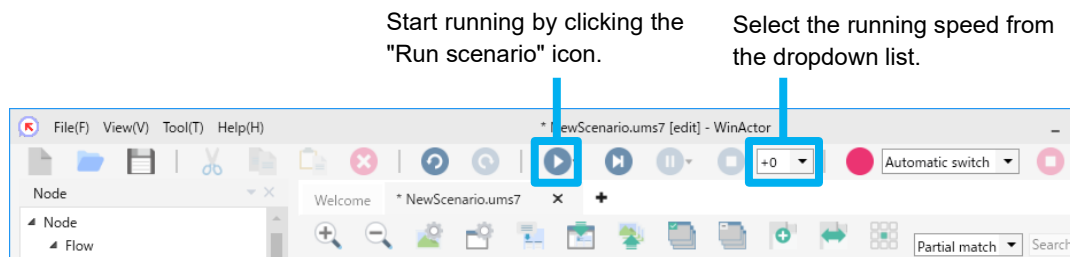 Start running by clicking the
"Run scenario" icon.
Select the running speed from
the dropdown list.
File(F) View(V) Tool(T) Help(H)
* NewScenario.ums7 [edit] - WinActor
+0
Automatic switch
Node
Welcome
* NewScenario.ums7
Node
Flow
Partial match
Search